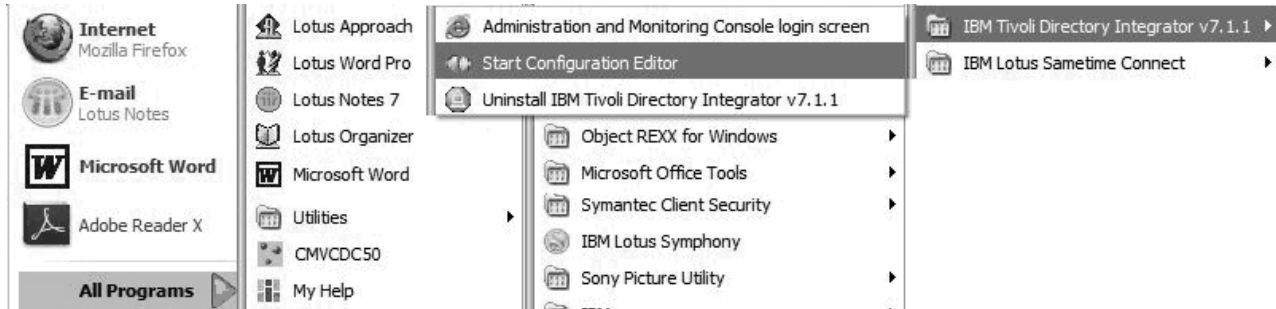 Internet
Mozilla Firefox
E-mail
Lotus Notes
Microsoft Word
Adobe Reader X
All Programs
Lotus Approach
Lotus Word Pro
Lotus Notes 7
Lotus Organizer
Microsoft Word
Utilities
CMVCDC50
My Help
Administration and Monitoring Console login screen
Start Configuration Editor
Uninstall IBM Tivoli Directory Integrator v7.1.1
Object REXX for Windows
Microsoft Office Tools
Symantec Client Security
IBM Lotus Symphony
Sony Picture Utility
IBM Tivoli Directory Integrator v7.1.1
IBM Lotus Sametime Connect